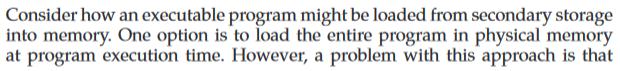 Consider how an executable program might be loaded from secondary storage
into memory. One option is to load the entire program in physical memory
at program execution time. However, a problem with this approach is that